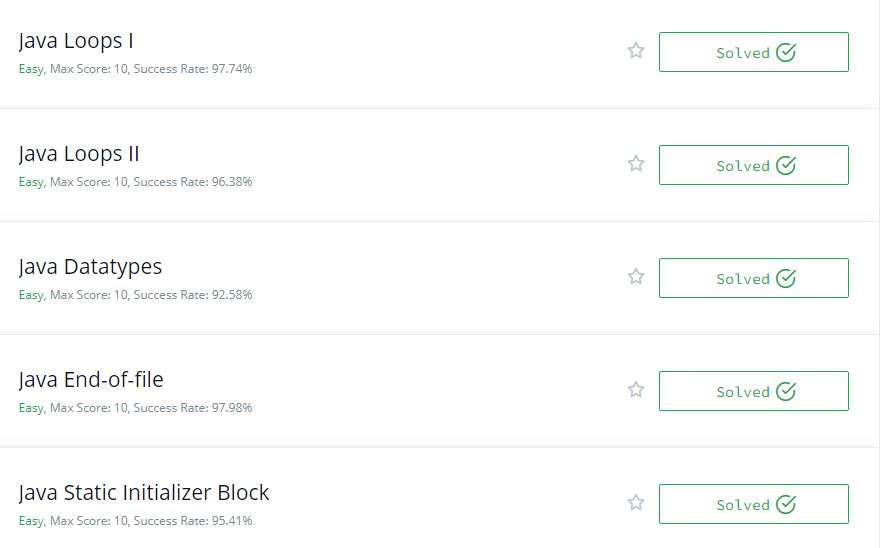 Java Loops I
Easy, Max Score: 10, Success Rate: 97.74%
Solved
Java Loops II
Easy, Max Score: 10, Success Rate: 96.38%
Solved
Java Datatypes
Easy, Max Score: 10, Success Rate: 92.58%
Solved
Java End-of-file
Easy, Max Score: 10, Success Rate: 97.98%
Solved
Java Static Initializer Block
Easy, Max Score: 10, Success Rate: 95.41%
Solved